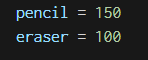 pencil = 150
eraser = 100